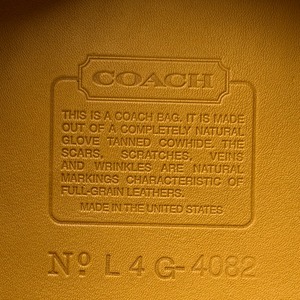 COACH
THIS IS A COACH BAG. IT IS MADE
OUT OF A COMPLETELY NATURAL
GLOVE TANNED COWHIDE. THE
SCARS, SCRATCHES, VEINS
AND WRINKLES ARE NATURAL
MARKINGS CHARACTERISTIC OF
FULL-GRAIN LEATHERS.
MADE IN THE UNITED STATES
Nº L4G-4082